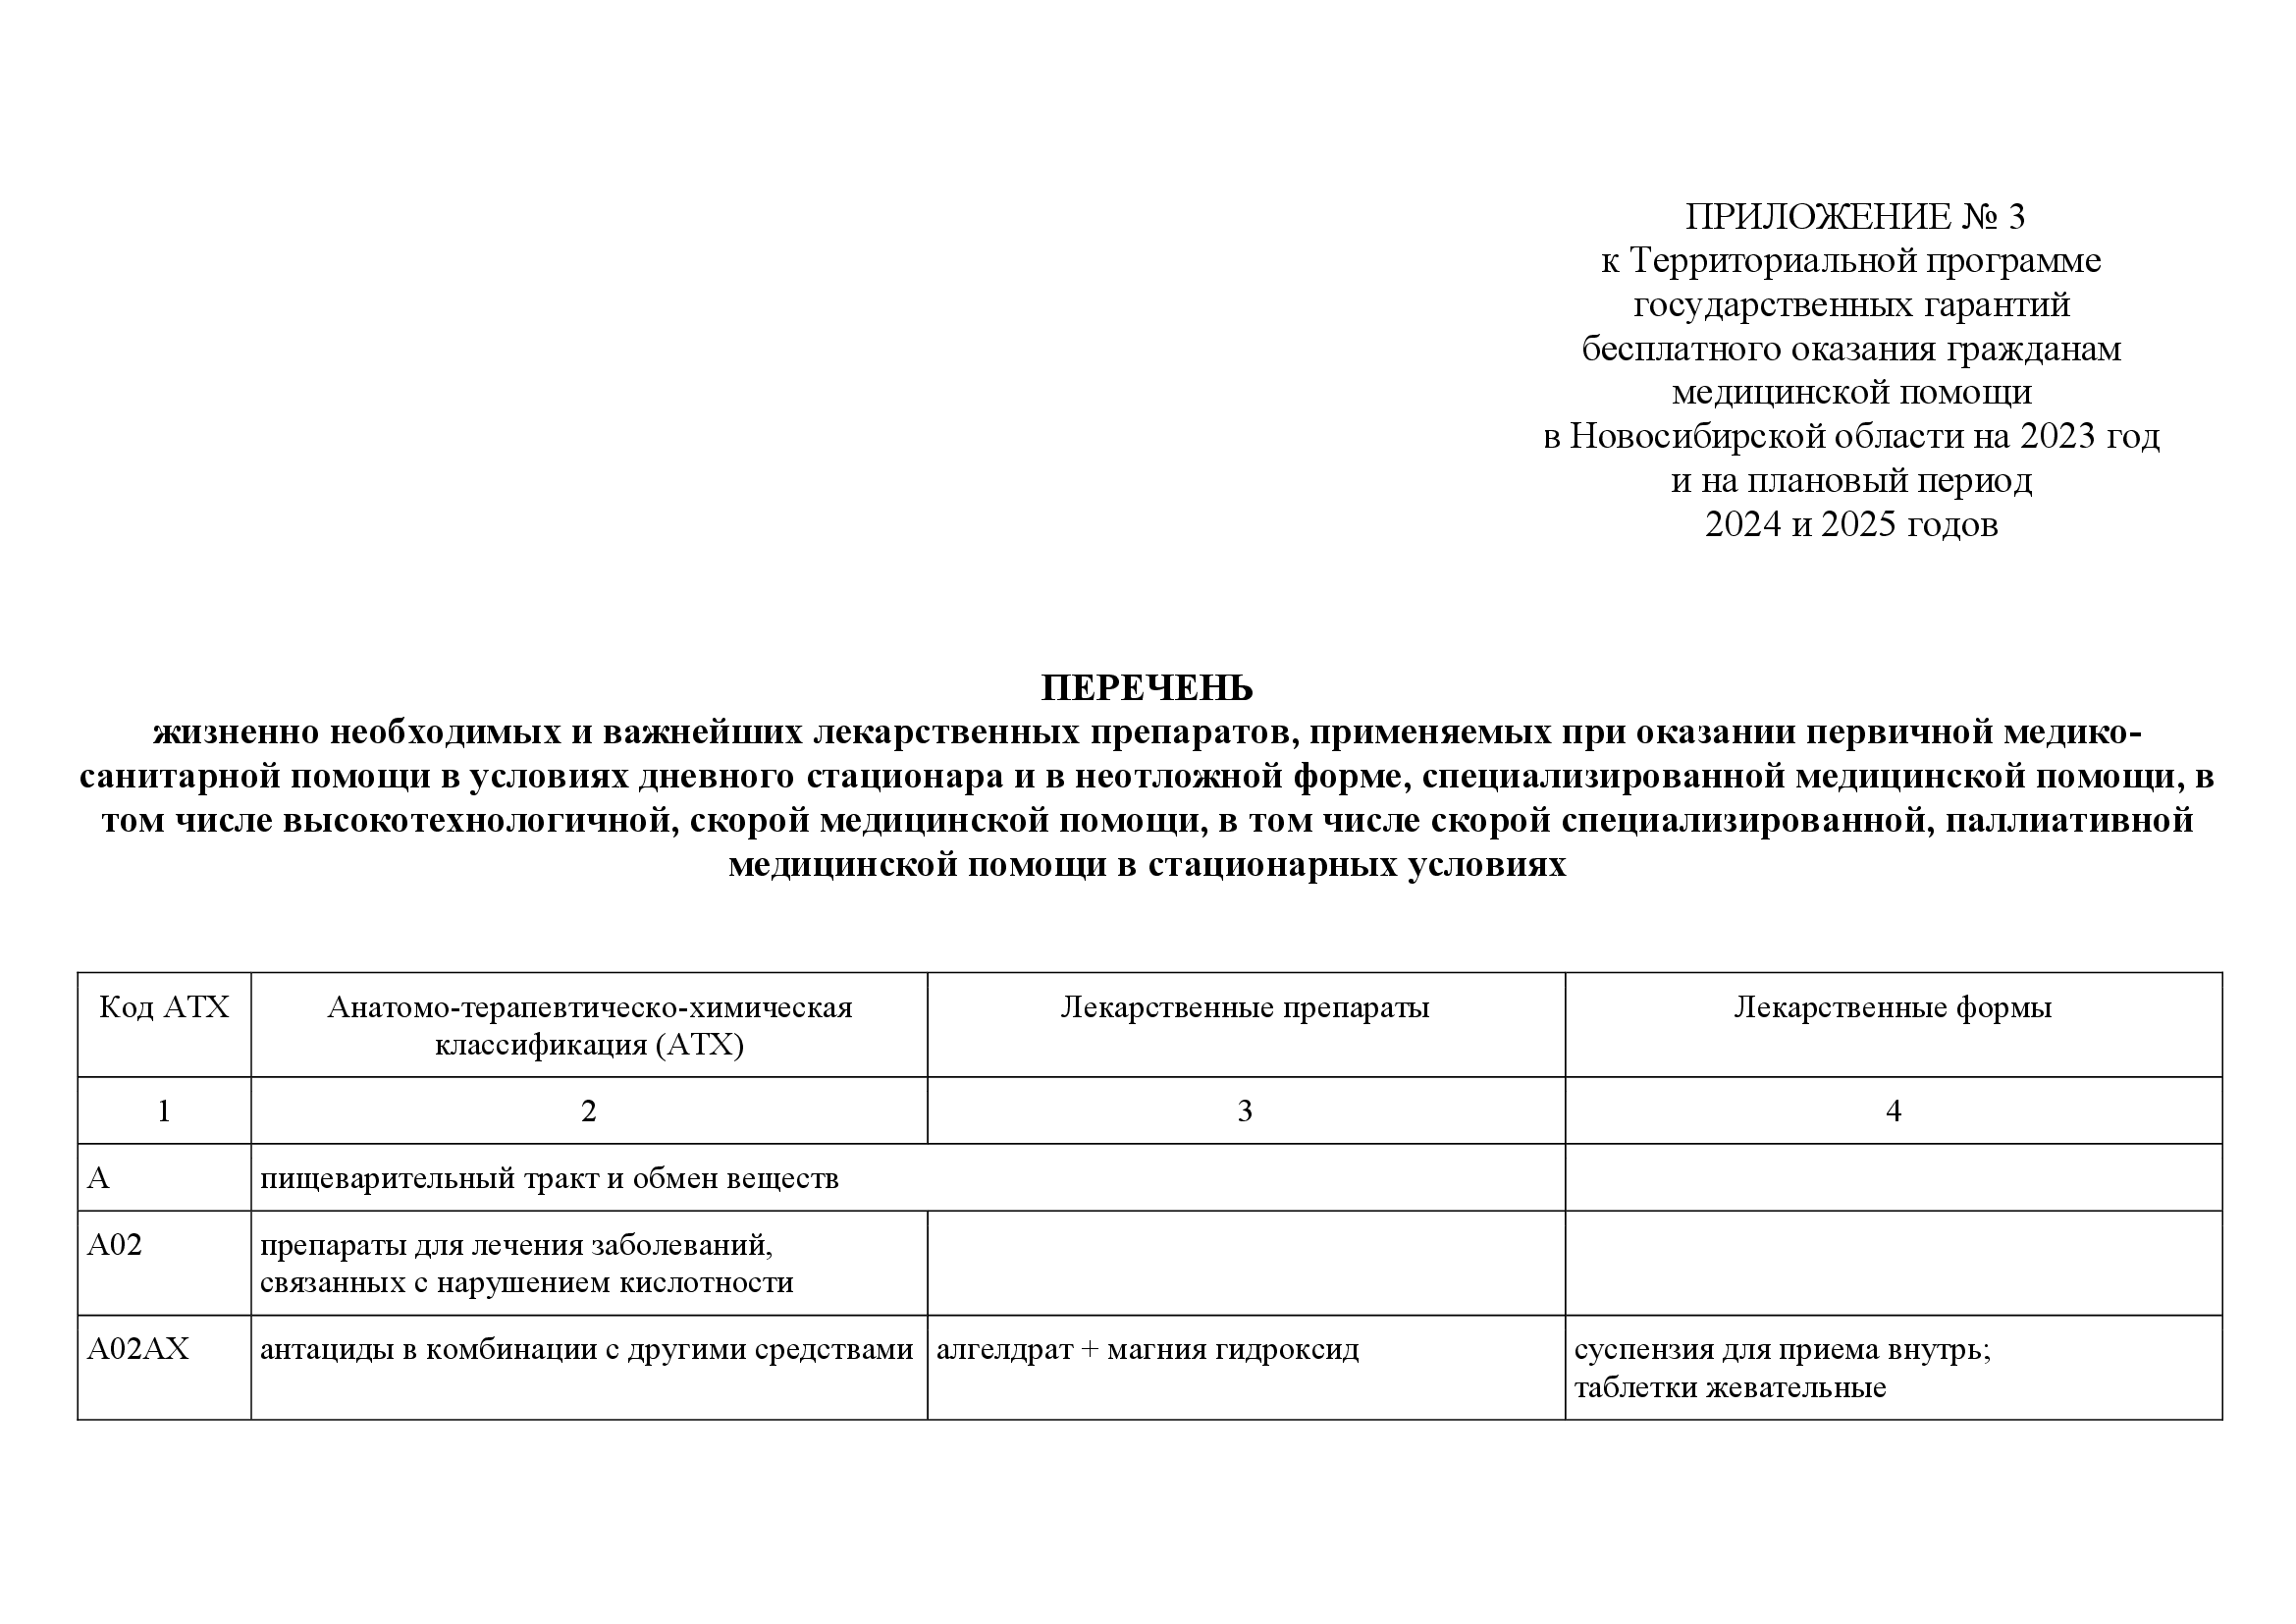 ПРИЛОЖЕНИЕ № 3
к Территориальной программе
государственных гарантий
бесплатного оказания гражданам
медицинской помощи
в Новосибирской области на 2023 год
и на плановый период
2024 и 2025 годов
ПЕРЕЧЕНЬ
жизненно необходимых и важнейших лекарственных препаратов, применяемых при оказании первичной медико-
санитарной помощи в условиях дневного стационара и в неотложной форме, специализированной медицинской помощи, в
том числе высокотехнологичной, скорой медицинской помощи, в том числе скорой специализированной, паллиативной
медицинской помощи в стационарных условиях
Код АТХ
Анатомо-терапевтическо-химическая
классификация (АТХ)
Лекарственные препараты
Лекарственные формы
1
2
3
4
A
пищеварительный тракт и обмен веществ
A02
препараты для лечения заболеваний,
связанных с нарушением кислотности
A02AX
антациды в комбинации с другими средствами
алгелдрат + магния гидроксид
суспензия для приема внутрь;
таблетки жевательные